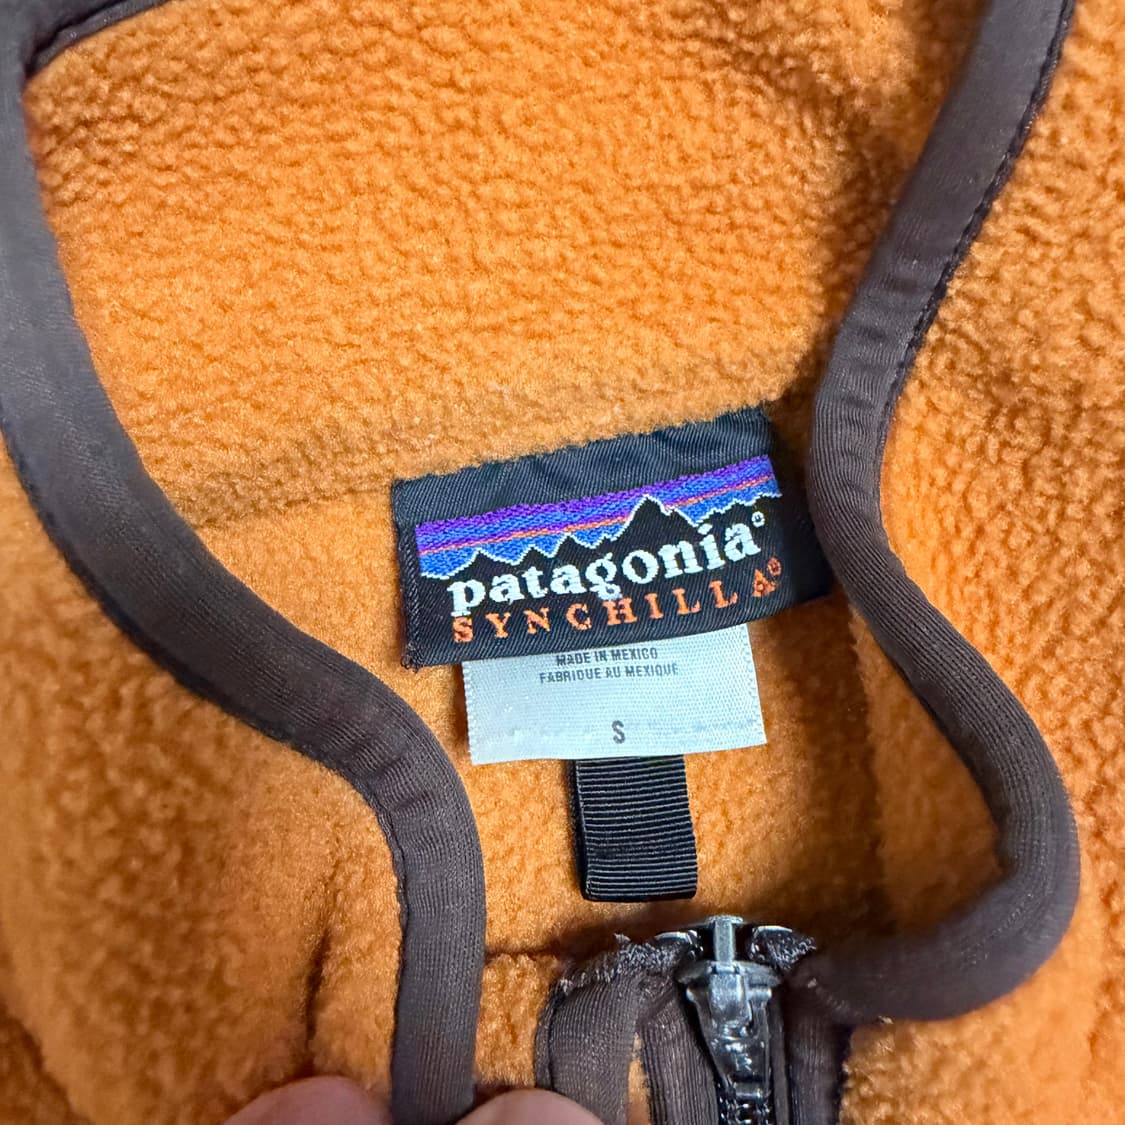 patagonia®
SYNCHILLA®
MADE IN MEXICO
FABRIQUE AU MEXIQUE
S